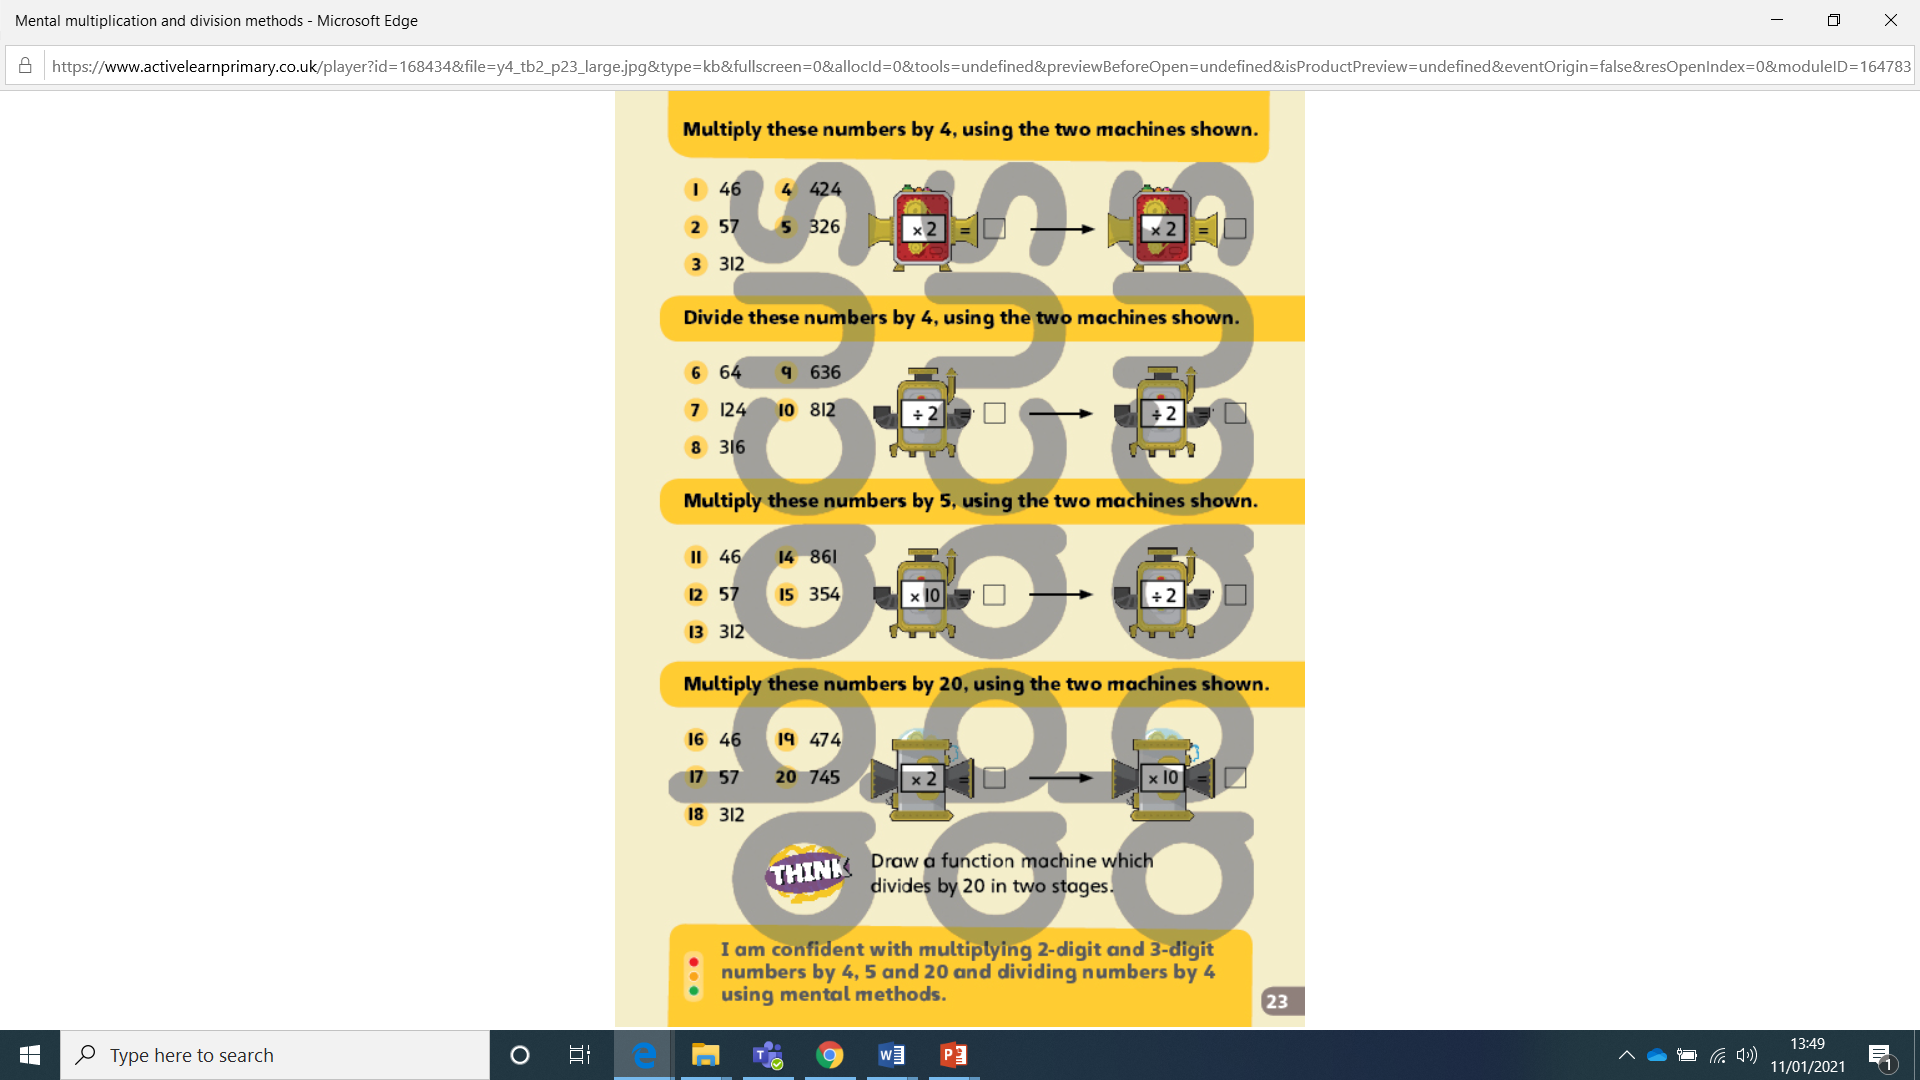 Mental multiplication and division methods - Microsoft Edge
https://www.activelearnprimary.co.uk/player?id=168434&file=y4_tb2_p23_large.jpg&type=kb&fullscreen=0&allocId=0&tools=undefined&previewBeforeOpen=undefined&isProductPreview=undefined&eventOrigin=false&resOpenIndex=0&moduleID=164783
Multiply these numbers by 4, using the two machines shown.
1 46 4 424
2 57 5 326 × 2 = × 2 =
3 312
Divide these numbers by 4, using the two machines shown.
6 64 9 636
7 124 10 812 ÷ 2 = ÷ 2 =
8 316
Multiply these numbers by 5, using the two machines shown.
11 46 14 861
12 57 15 354 × 10 = ÷ 2 =
13 312
Multiply these numbers by 20, using the two machines shown.
16 46 19 474
17 57 20 745 × 2 = × 10 =
18 312
THINK Draw a function machine which
divides by 20 in two stages.
I am confident with multiplying 2-digit and 3-digit
numbers by 4, 5 and 20 and dividing numbers by 4
using mental methods.
23
Type here to search
13:49
11/01/2021
1